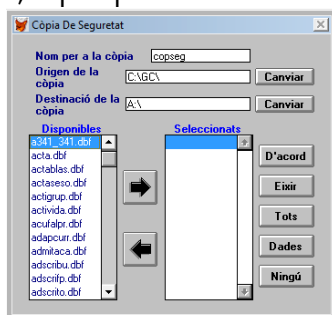 Còpia De Seguretat
Nom per a la còpia copseg
Origen de la còpia C:\GC\ Canviar
Destinació de la còpia A:\ Canviar
Disponibles Seleccionats
a341_341.dbf
acta.dbf
actablas.dbf
actaseso.dbf
actigrup.dbf
activida.dbf
acufalpr.dbf
adapcurr.dbf
admitaca.dbf
adscribu.dbf
adscrifp.dbf
adscrito.dbf
D'acord
Eixir
Tots
Dades
Ningú